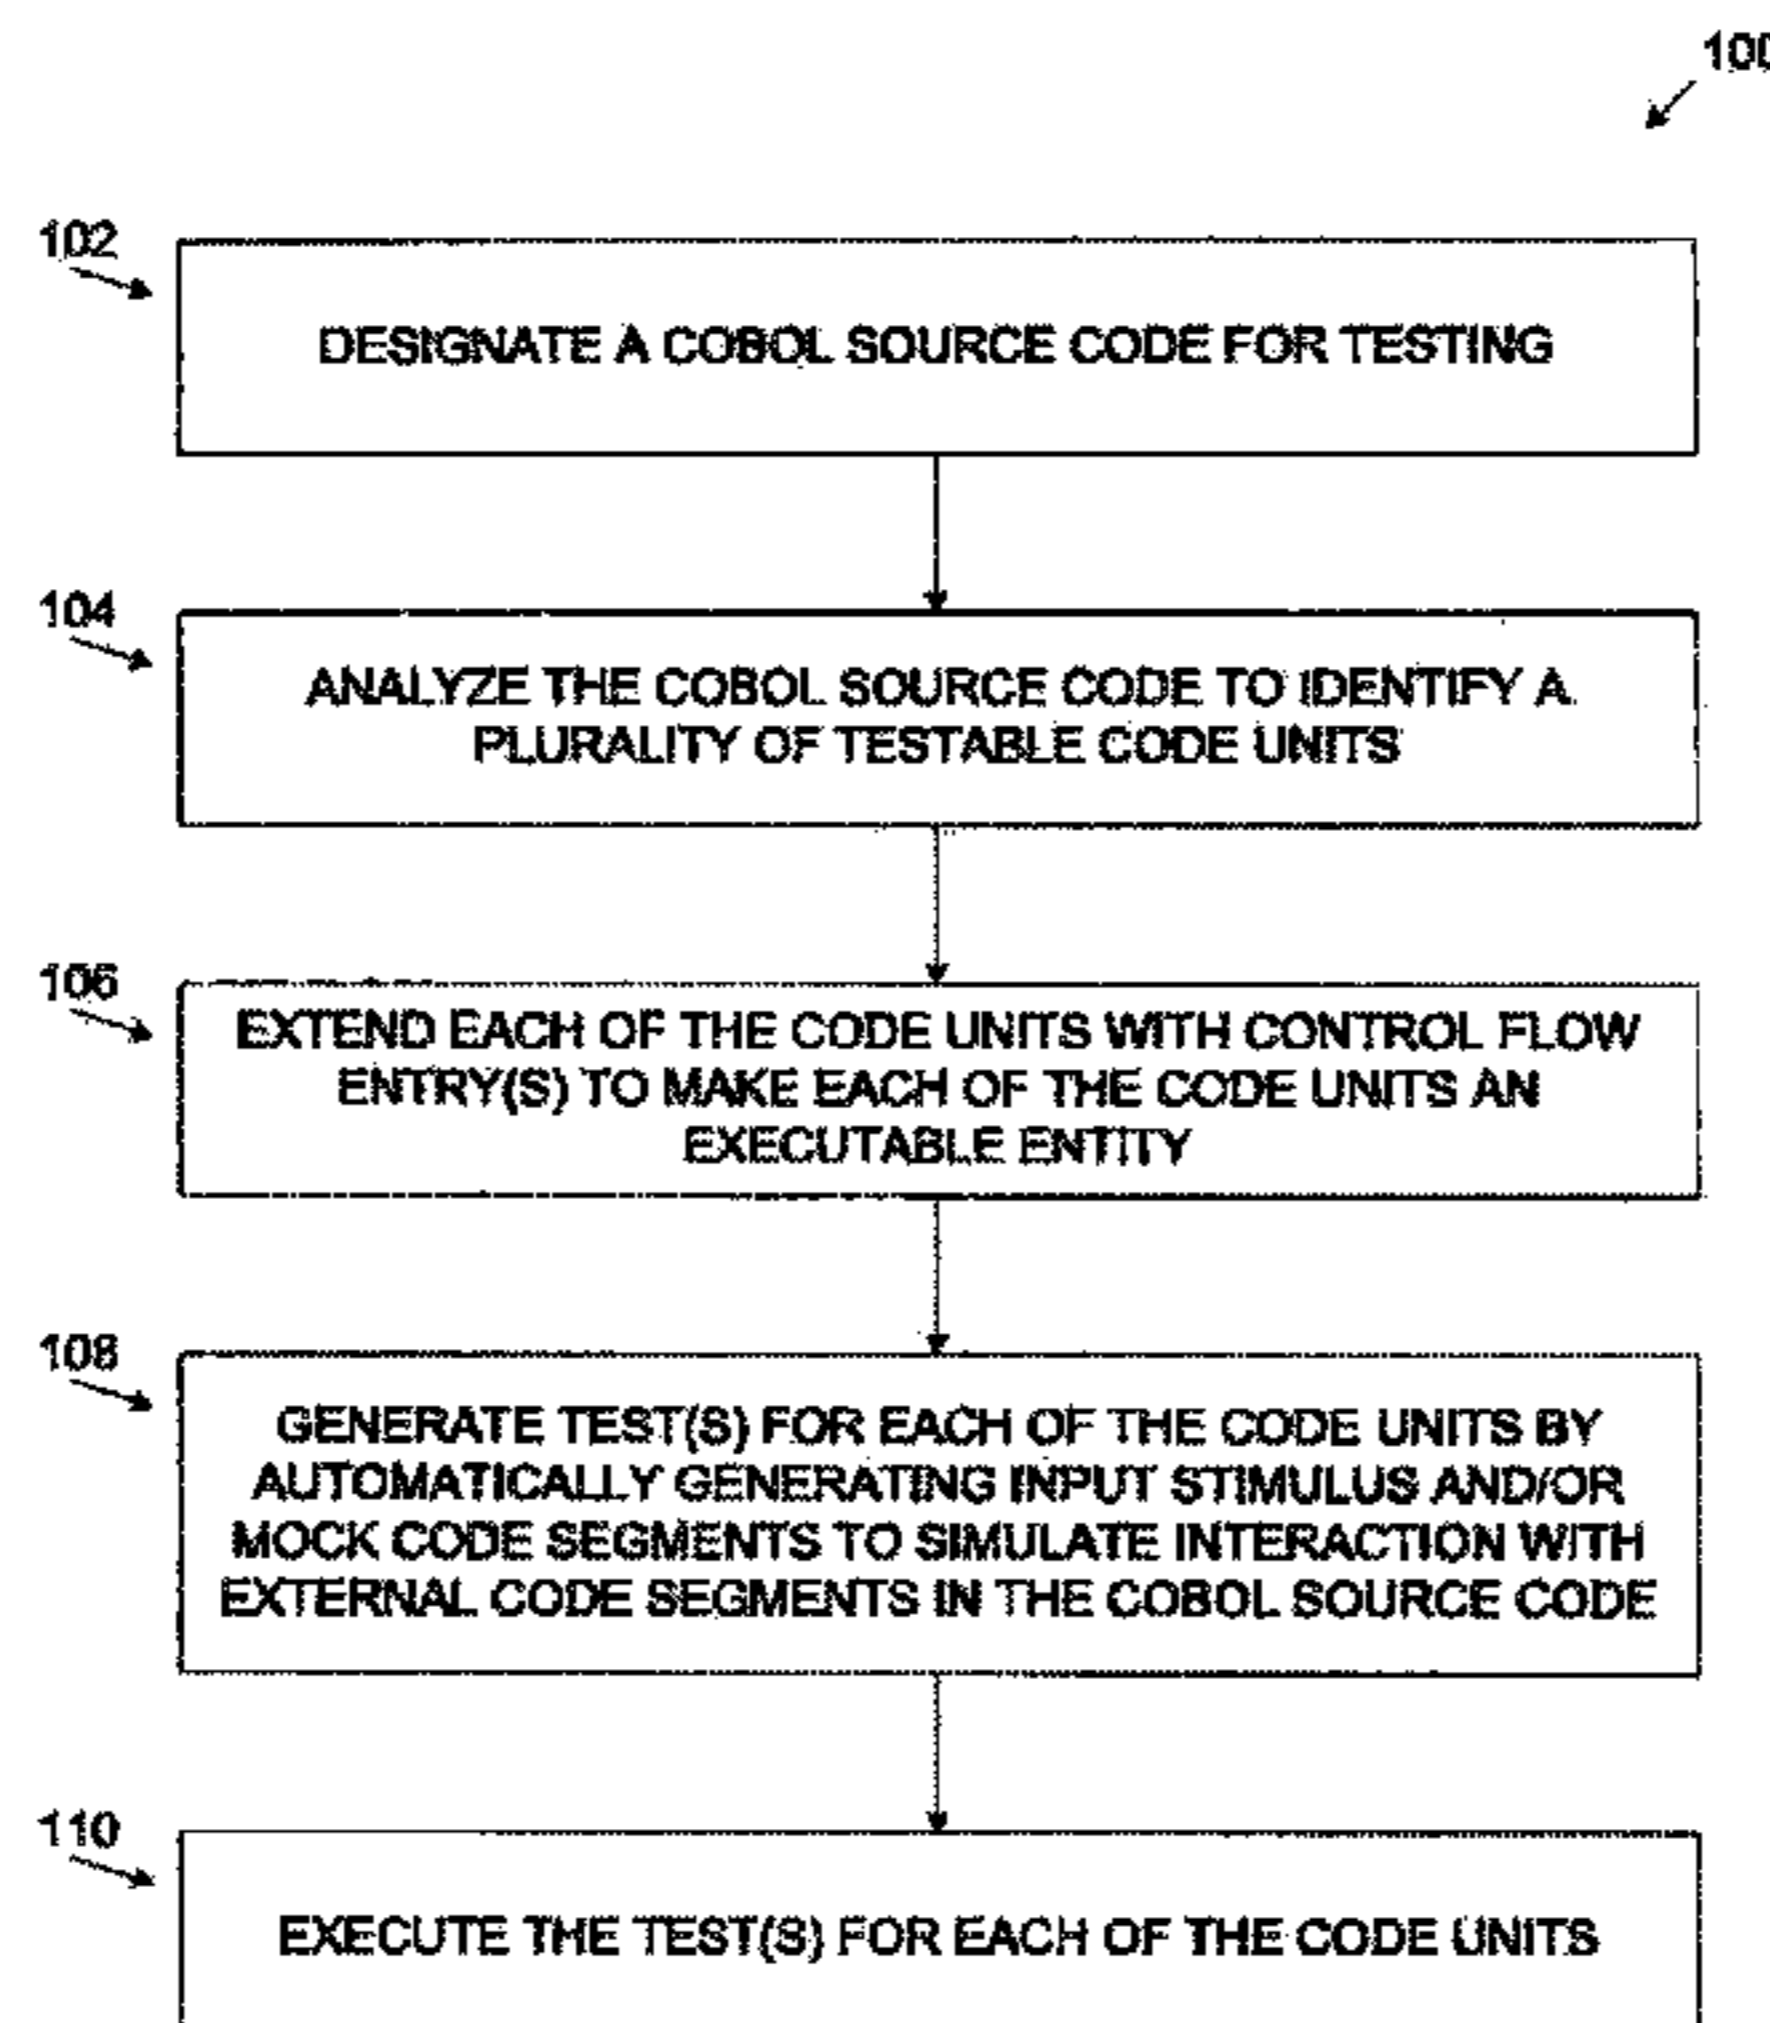 100
102
DESIGNATE A COBOL SOURCE CODE FOR TESTING
104
ANALYZE THE COBOL SOURCE CODE TO IDENTIFY A
PLURALITY OF TESTABLE CODE UNITS
106
EXTEND EACH OF THE CODE UNITS WITH CONTROL FLOW
ENTRY(S) TO MAKE EACH OF THE CODE UNITS AN
EXECUTABLE ENTITY
108
GENERATE TEST(S) FOR EACH OF THE CODE UNITS BY
AUTOMATICALLY GENERATING INPUT STIMULUS AND/OR
MOCK CODE SEGMENTS TO SIMULATE INTERACTION WITH
EXTERNAL CODE SEGMENTS IN THE COBOL SOURCE CODE
110
EXECUTE THE TEST(S) FOR EACH OF THE CODE UNITS